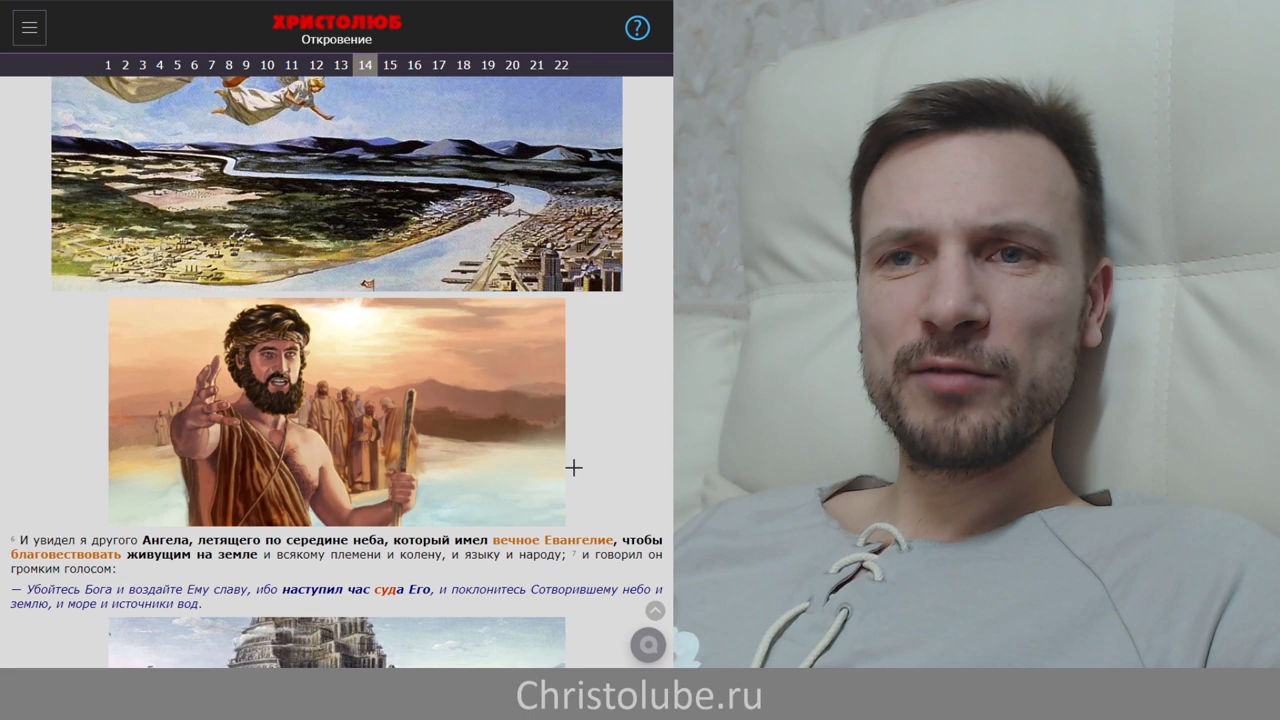 ХРИСТОЛЮБ
Откровение
?
1 2 3 4 5 6 7 8 9 10 11 12 13 14 15 16 17 18 19 20 21 22
6 И увидел я другого Ангела, летящего по середине неба, который имел вечное Евангелие, чтобы
благовествовать живущим на земле и всякому племени и колену, и языку и народу; 7 и говорил он
громким голосом:
— Убойтесь Бога и воздайте Ему славу, ибо наступил час суда Его, и поклонитесь Сотворившему небо и
землю, и море и источники вод.
Christolube.ru